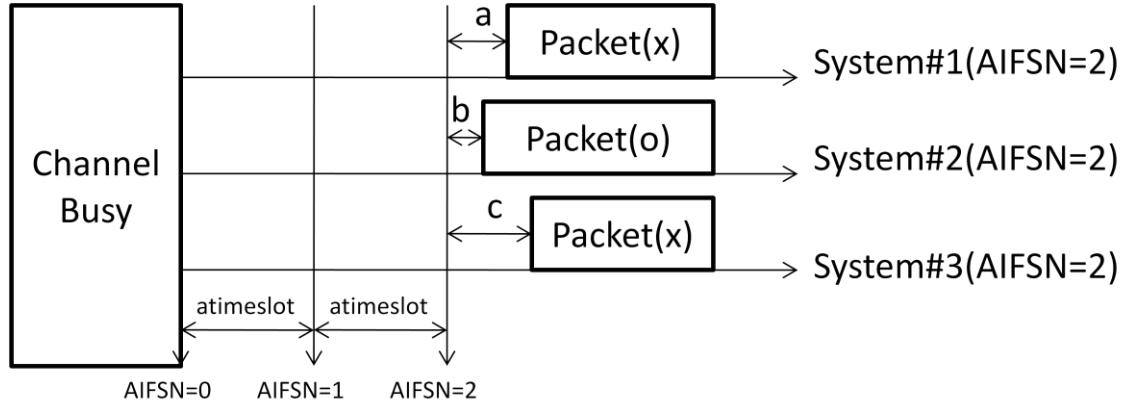 a
Packet(x)
System#1(AIFSN=2)
b
Packet(o)
System#2(AIFSN=2)
Channel
Busy
c
Packet(x)
System#3(AIFSN=2)
atimeslot
atimeslot
AIFSN=0
AIFSN=1
AIFSN=2